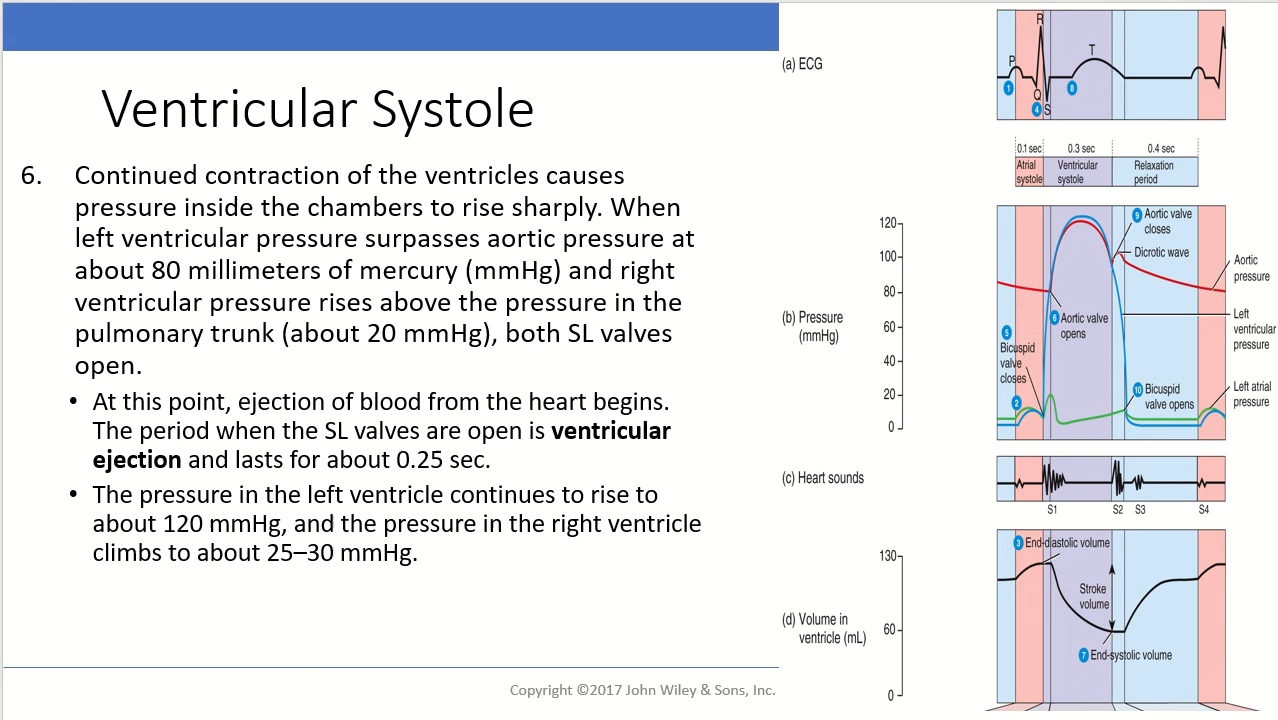 Ventricular Systole
6. Continued contraction of the ventricles causes
pressure inside the chambers to rise sharply. When
left ventricular pressure surpasses aortic pressure at
about 80 millimeters of mercury (mmHg) and right
ventricular pressure rises above the pressure in the
pulmonary trunk (about 20 mmHg), both SL valves
open.
• At this point, ejection of blood from the heart begins.
The period when the SL valves are open is ventricular
ejection and lasts for about 0.25 sec.
• The pressure in the left ventricle continues to rise to
about 120 mmHg, and the pressure in the right ventricle
climbs to about 25–30 mmHg.
Copyright ©2017 John Wiley & Sons, Inc.
(a) ECG
R
P
T
1
Q
4
S
8
0.1 sec
0.3 sec
0.4 sec
Atrial
systole
Ventricular
systole
Relaxation
period
(b) Pressure
(mmHg)
120
100
80
60
40
20
0
9 Aortic valve
closes
Dicrotic wave
Aortic
pressure
6 Aortic valve
opens
5
Bicuspid
valve
closes
Left
ventricular
pressure
2
10 Bicuspid
valve opens
Left atrial
pressure
(c) Heart sounds
S1
S2
S3
S4
(d) Volume in
ventricle (mL)
130
60
0
3 End-diastolic volume
Stroke
volume
7 End-systolic volume